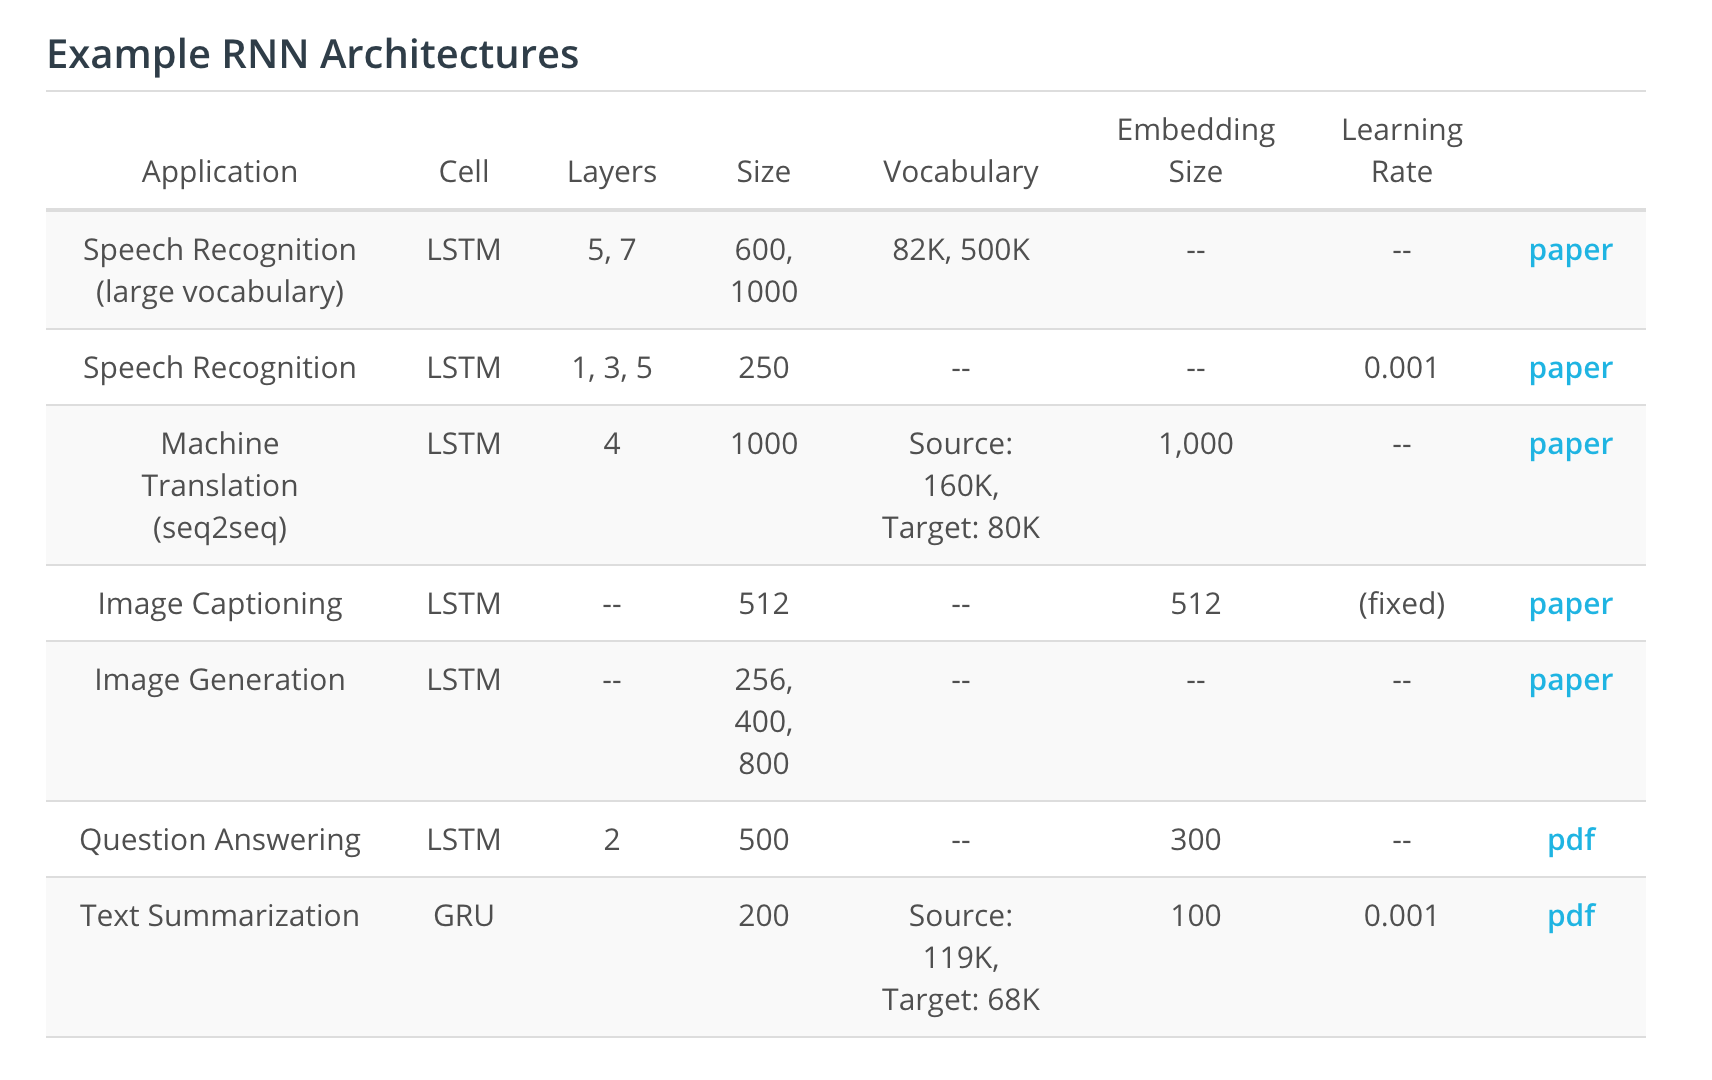 Example RNN Architectures
Application Cell Layers Size Vocabulary Embedding Size Learning Rate
Speech Recognition (large vocabulary) LSTM 5, 7 600, 1000 82K, 500K -- -- paper
Speech Recognition LSTM 1, 3, 5 250 -- -- 0.001 paper
Machine Translation (seq2seq) LSTM 4 1000 Source: 160K, Target: 80K 1,000 -- paper
Image Captioning LSTM -- 512 -- 512 (fixed) paper
Image Generation LSTM -- 256, 400, 800 -- -- -- paper
Question Answering LSTM 2 500 -- 300 -- pdf
Text Summarization GRU 200 Source: 119K, Target: 68K 100 0.001 pdf